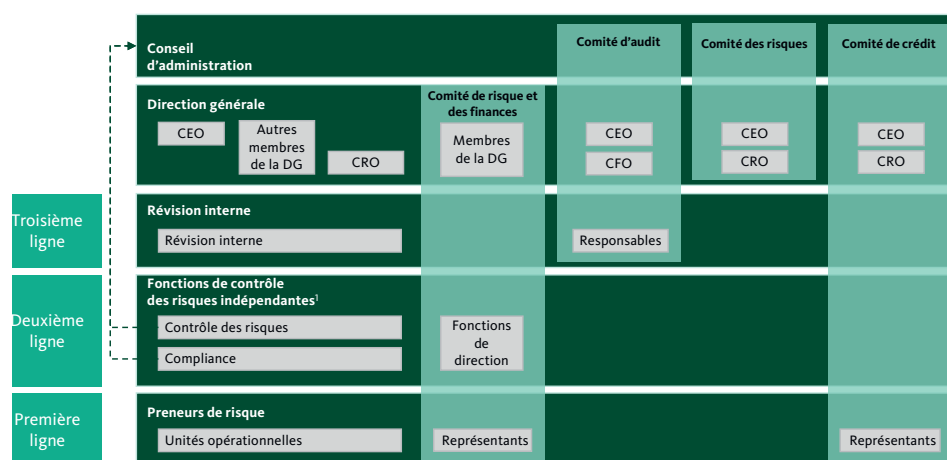 Conseil
d'administration
Comité d'audit
Comité des risques
Comité de crédit
Direction générale
CEO
Autres
membres
de la DG
CRO
Comité de risque et
des finances
Membres
de la DG
CEO
CFO
CEO
CRO
CEO
CRO
Troisième
ligne
Révision interne
Révision interne
Responsables
Deuxième
ligne
Fonctions de contrôle
des risques indépendantes¹
Contrôle des risques
Compliance
Fonctions
de
direction
Première
ligne
Preneurs de risque
Unités opérationnelles
Représentants
Représentants